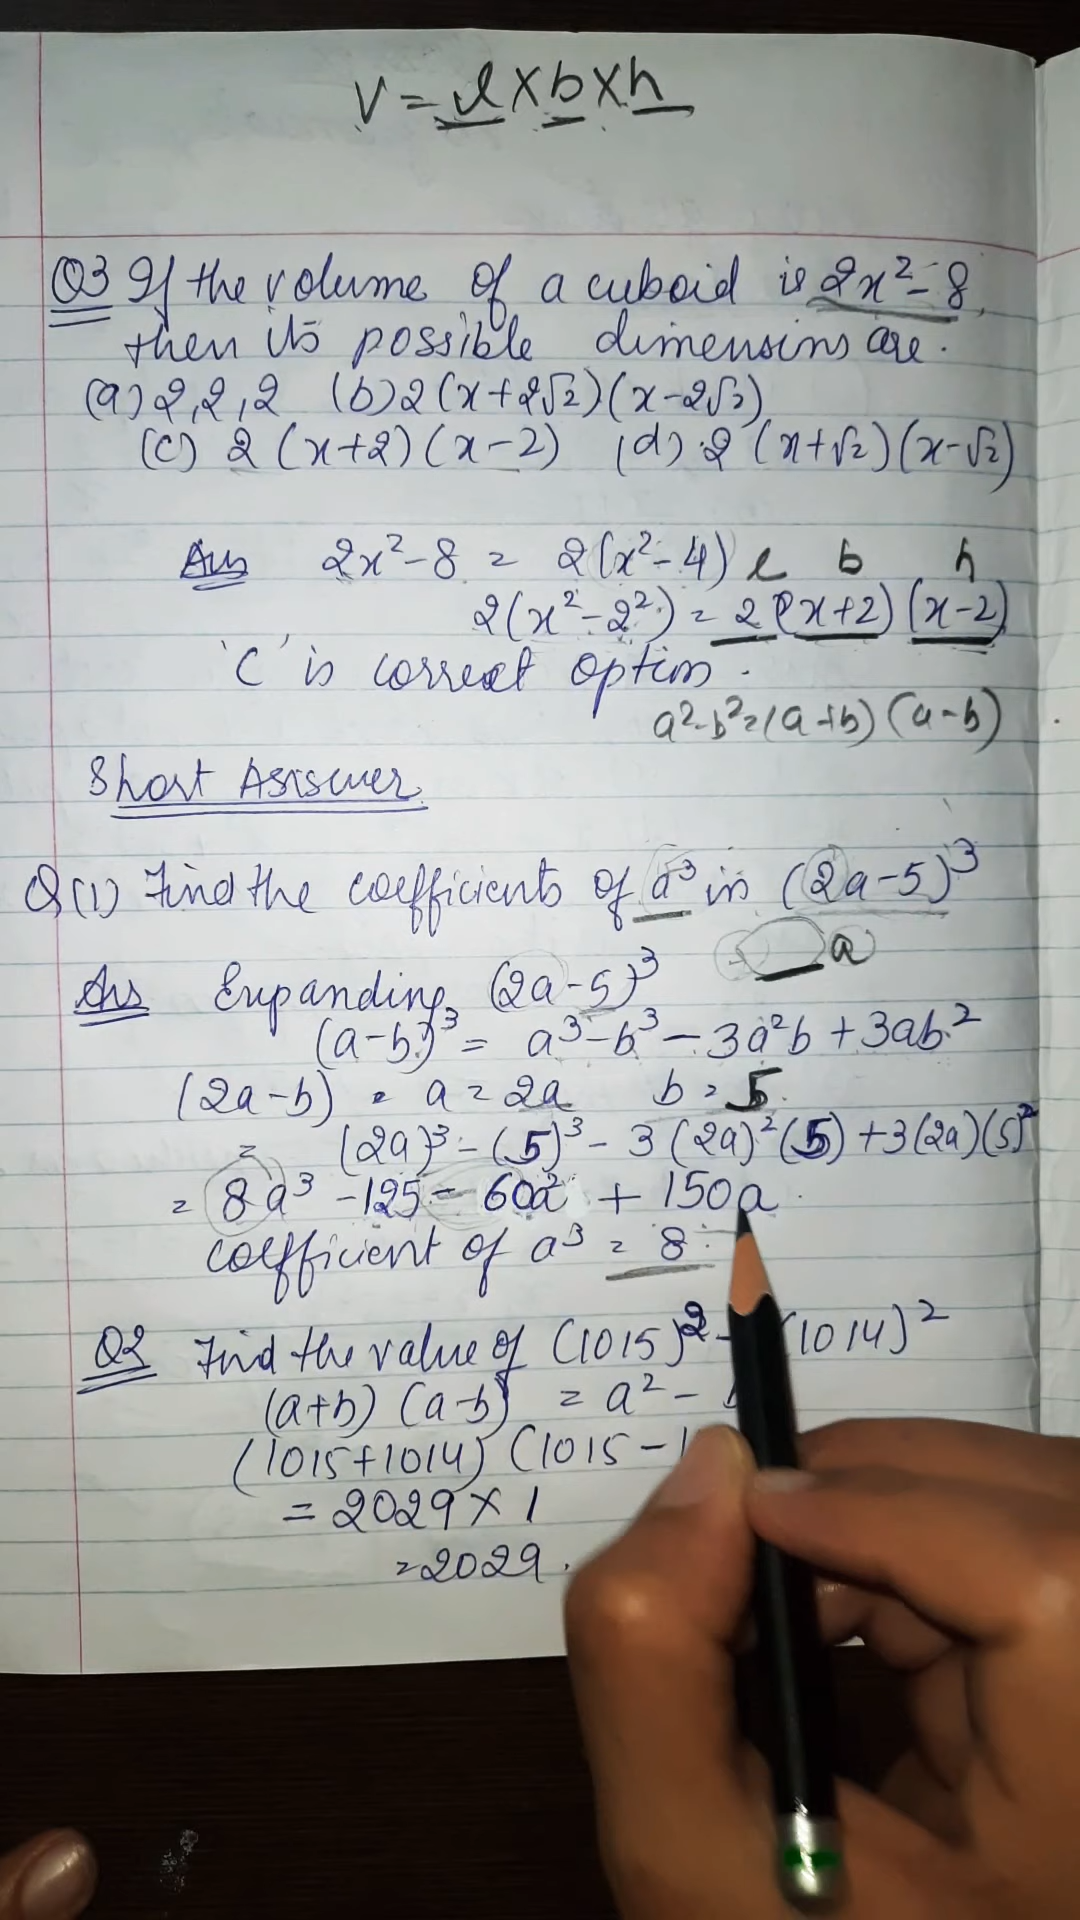 V = l × b × h
Q3 If the volume of a cuboid is 2x² - 8,
then its possible dimensions are.
(a) 2, 2, 2 (b) 2 (x + 2√2) (x - 2√2)
(c) 2 (x+2) (x-2) (d) 2 (x+√2) (x-√2)
Ans 2x² - 8 = 2(x² - 4) l b h
2(x² - 2²) = 2 (x+2) (x-2)
'C' is correct option.
a²-b² = (a+b) (a-b)
Short Answer
Q(1) Find the coefficients of a³ in (2a-5)³
a
Ans Expanding (2a-5)³
(a-b)³ = a³ - b³ - 3a²b + 3ab²
(2a-b) = a = 2a b = 5
= (2a)³ - (5)³ - 3(2a)²(5) + 3(2a)(5)²
= 8a³ - 125 - 60a² + 150a
coefficient of a³ = 8
Q2 Find the value of (1015)² - (1014)²
(a+b) (a-b) = a² -
(1015+1014) (1015-1
= 2029 × 1
= 2029.